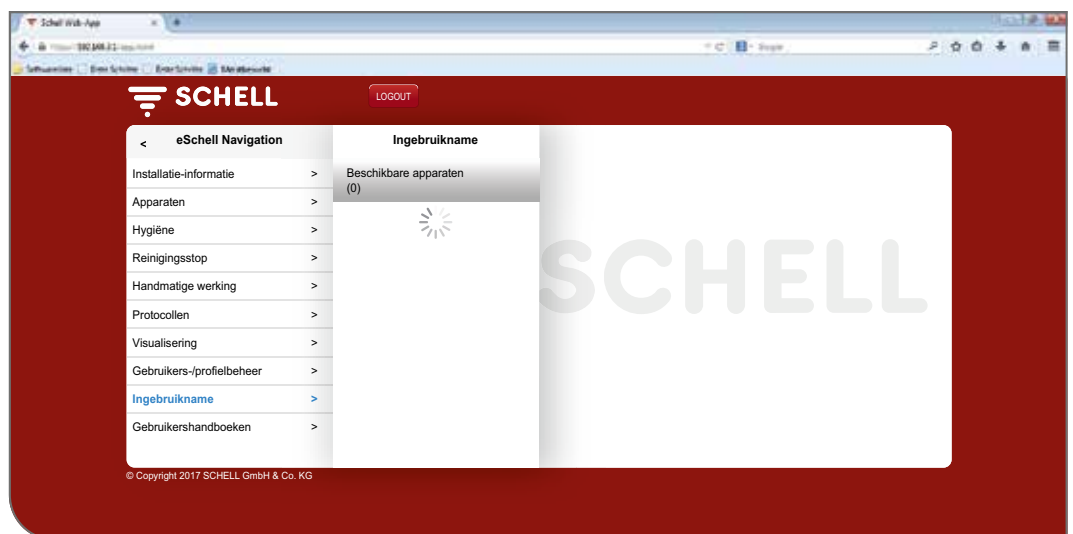 Schell Web-App
SCHELL
LOGOUT
< eSchell Navigation
Installatie-informatie >
Apparaten >
Hygiëne >
Reinigingsstop >
Handmatige werking >
Protocollen >
Visualisering >
Gebruikers-/profielbeheer >
Ingebruikname >
Gebruikershandboeken >
Ingebruikname
Beschikbare apparaten
(0)
SCHELL
© Copyright 2017 SCHELL GmbH & Co. KG